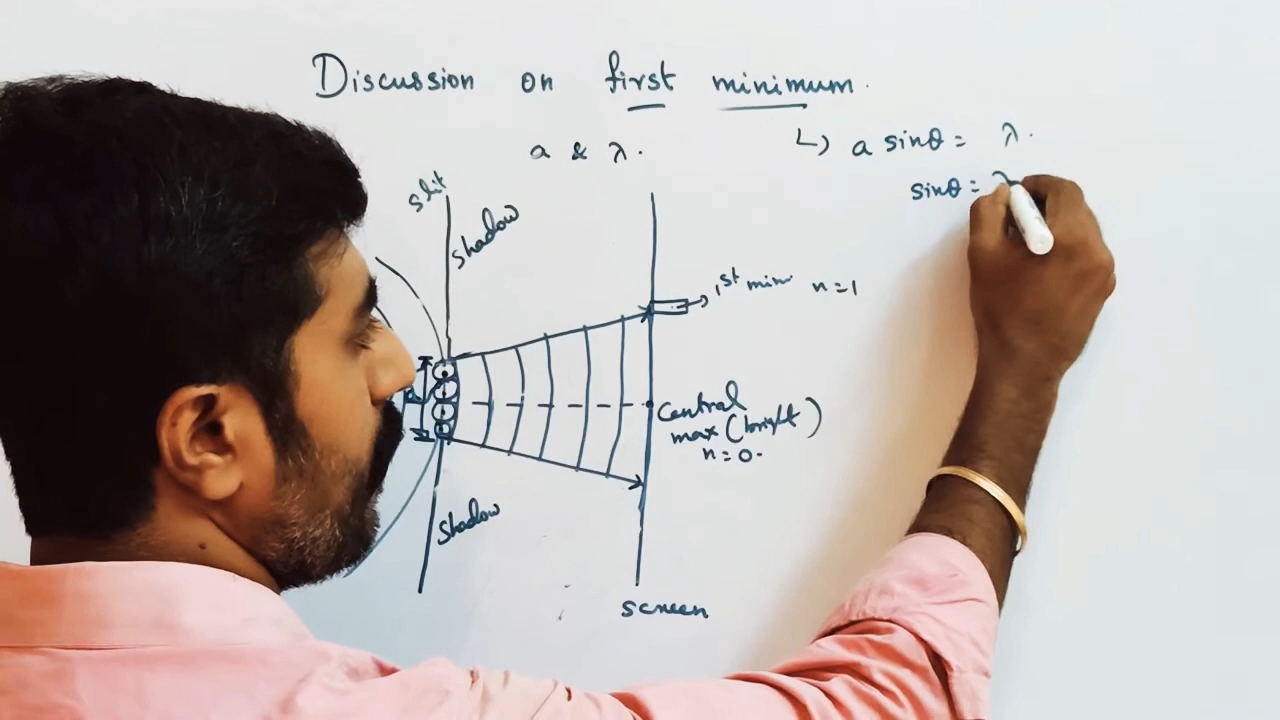 Discussion on first minimum.
a & λ.
↳ a sinθ = λ.
sinθ = λ
slit
shadow
1st min n=1
a
Central
max (bright)
n=0.
Shadow
screen